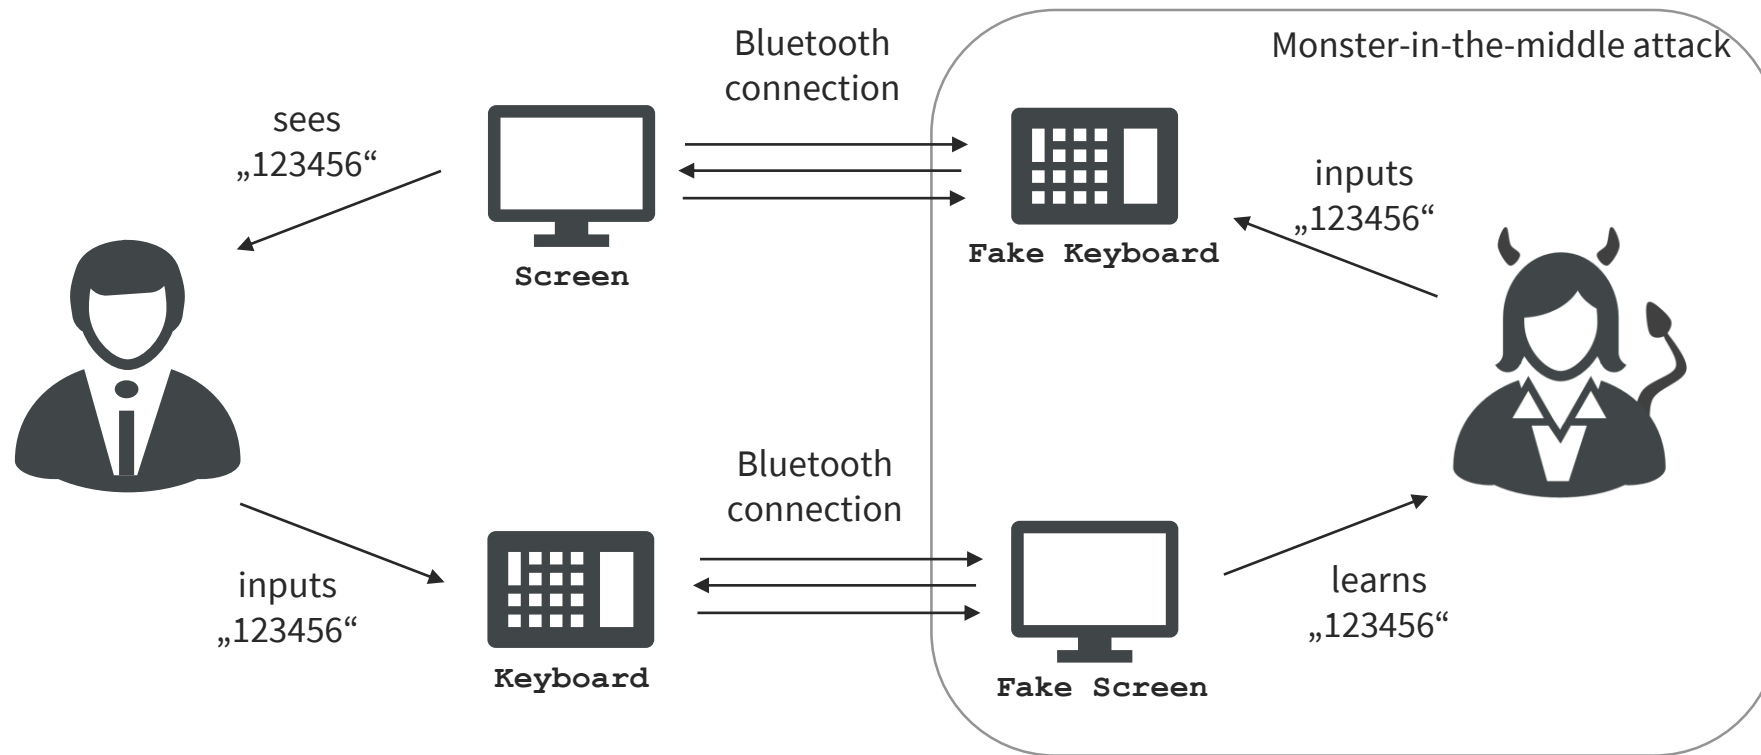 Bluetooth
connection
Monster-in-the-middle attack
sees
„123456“
inputs
„123456“
Screen
Fake Keyboard
Bluetooth
connection
inputs
„123456“
learns
„123456“
Keyboard
Fake Screen